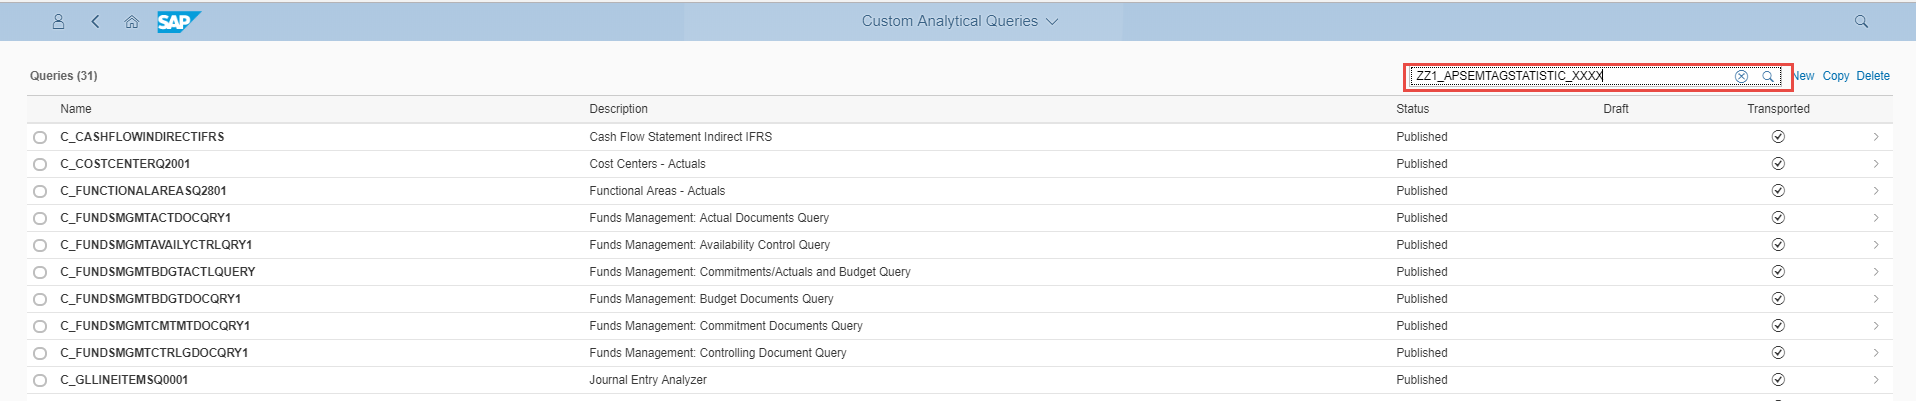 SAP Custom Analytical Queries
Queries (31) ZZ1_APSEMTAGSTATISTIC_XXXX New Copy Delete
Name Description Status Draft Transported
C_CASHFLOWINDIRECTIFRS Cash Flow Statement Indirect IFRS Published
C_COSTCENTERQ2001 Cost Centers - Actuals Published
C_FUNCTIONALAREASQ2801 Functional Areas - Actuals Published
C_FUNDSMGMTACTDOCQRY1 Funds Management: Actual Documents Query Published
C_FUNDSMGMTAVAILYCTRLQRY1 Funds Management: Availability Control Query Published
C_FUNDSMGMTBDGTACTLQUERY Funds Management: Commitments/Actuals and Budget Query Published
C_FUNDSMGMTBDGTDOCQRY1 Funds Management: Budget Documents Query Published
C_FUNDSMGMTCMTMTDOCQRY1 Funds Management: Commitment Documents Query Published
C_FUNDSMGMTCTRLGDOCQRY1 Funds Management: Controlling Document Query Published
C_GLLINEITEMSQ0001 Journal Entry Analyzer Published